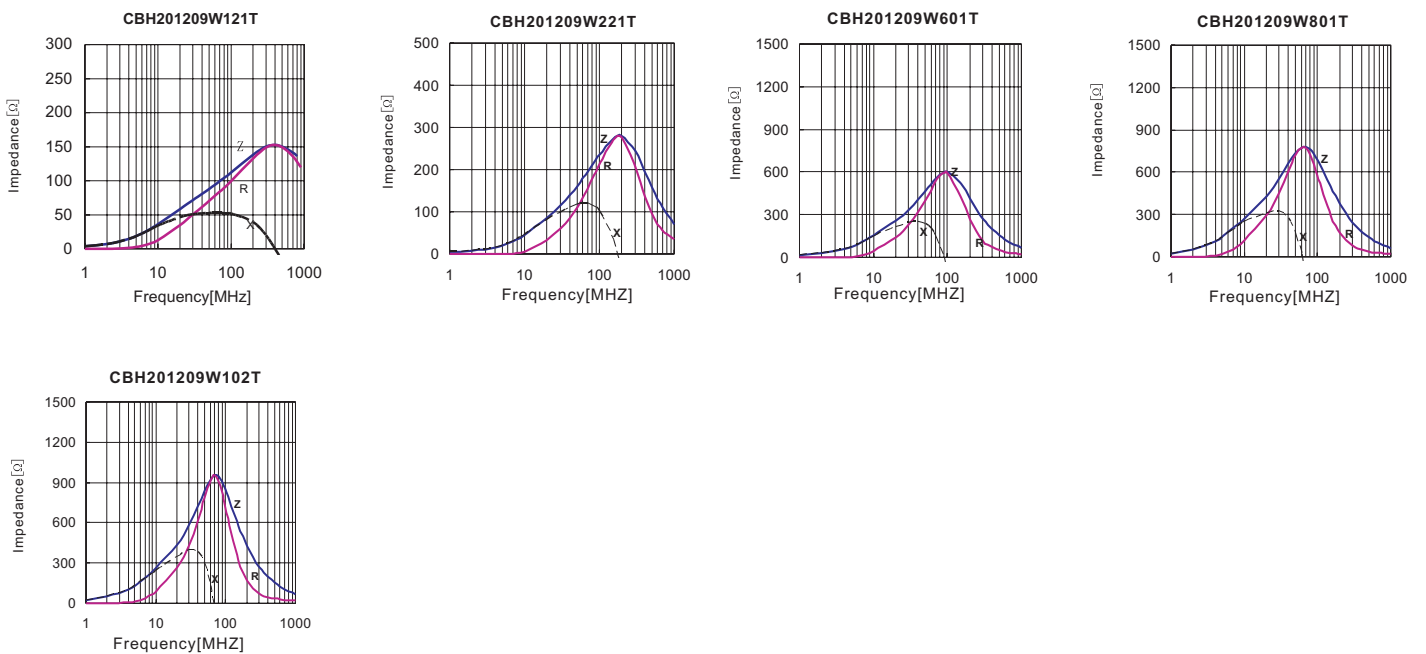 CBH201209W121T
300
250
200
150
100
50
0
Impedance[Ω]
Z
R
X
1 10 100 1000
Frequency[MHz]
CBH201209W221T
500
400
300
200
100
0
Impedance[Ω]
Z
R
X
1 10 100 1000
Frequency[MHZ]
CBH201209W601T
1500
1200
900
600
300
0
Impedance[Ω]
Z
X
R
1 10 100 1000
Frequency[MHZ]
CBH201209W801T
1500
1200
900
600
300
0
Impedance[Ω]
Z
X
R
1 10 100 1000
Frequency[MHZ]
CBH201209W102T
1500
1200
900
600
300
0
Impedance[Ω]
Z
X
R
1 10 100 1000
Frequency[MHZ]